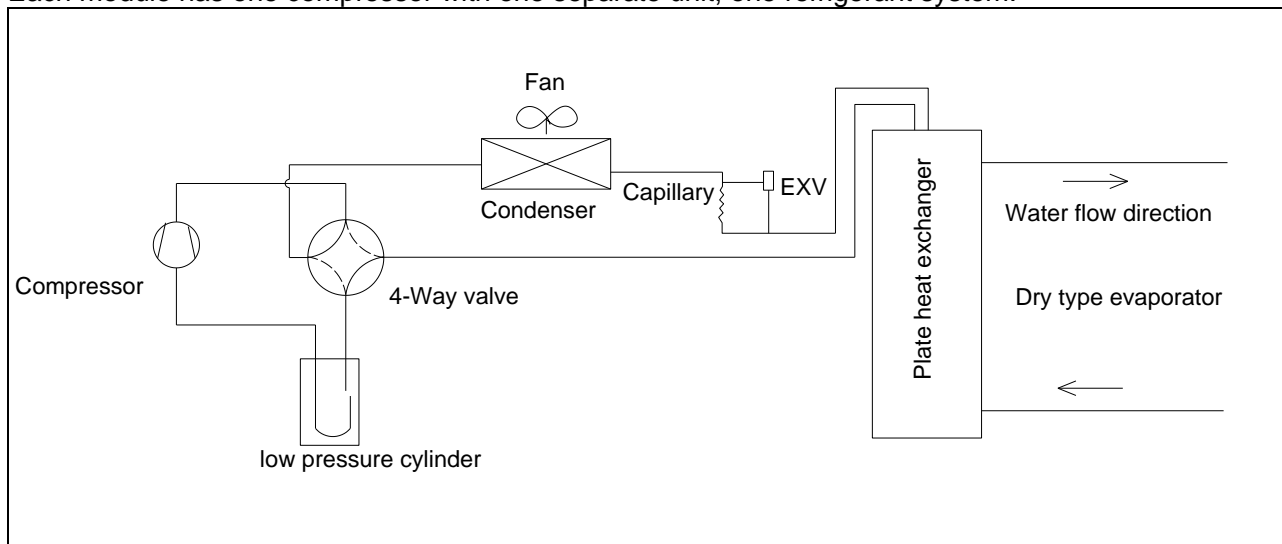 Each module has one compressor with one separate unit, one refrigerant system.
Fan
Condenser
Capillary
EXV
Compressor
4-Way valve
low pressure cylinder
Plate heat exchanger
Water flow direction
Dry type evaporator